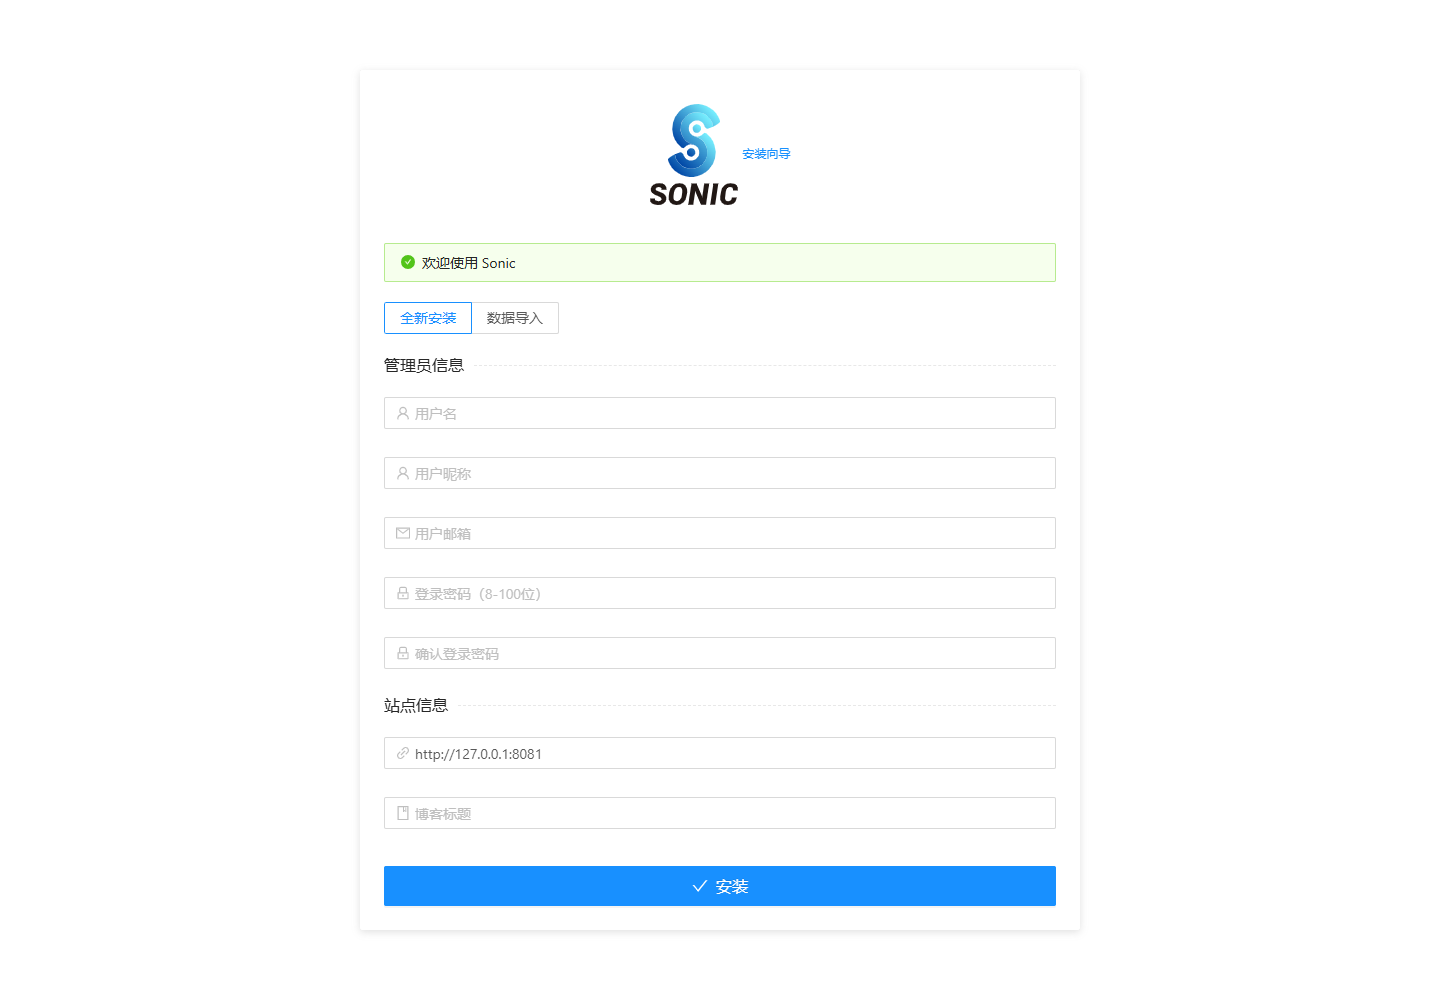 SONIC
安装向导
欢迎使用 Sonic
全新安装 数据导入
管理员信息
用户名
用户昵称
用户邮箱
登录密码（8-100位）
确认登录密码
站点信息
http://127.0.0.1:8081
博客标题
安装